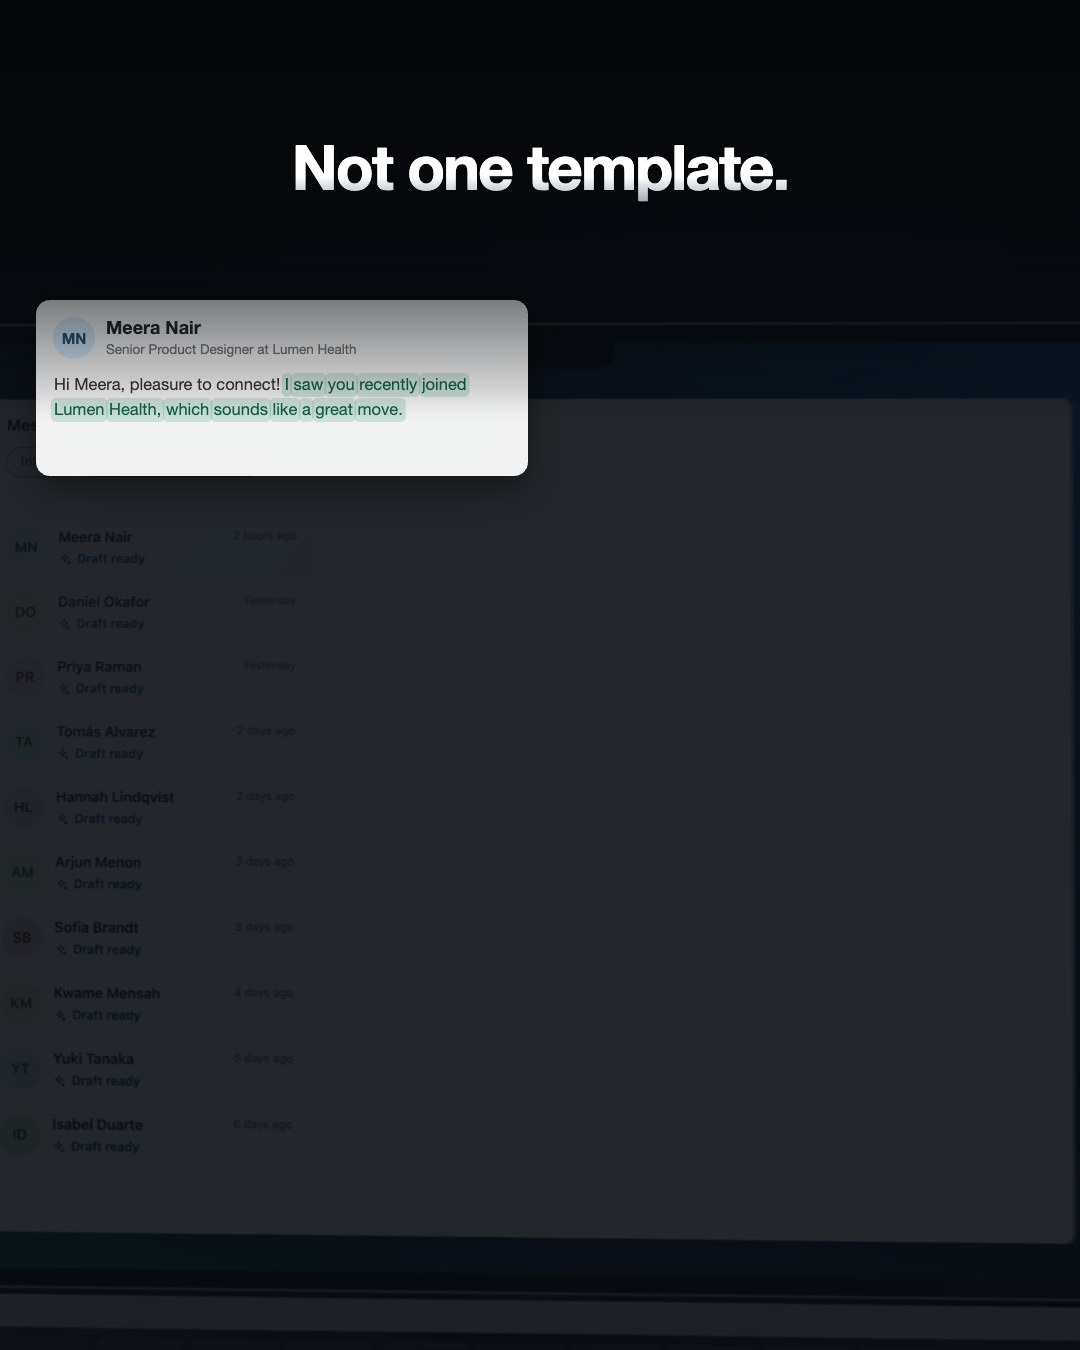 Not one template.
MN
Meera Nair
Senior Product Designer at Lumen Health
Hi Meera, pleasure to connect! I saw you recently joined
Lumen Health, which sounds like a great move.
MN
Meera Nair
2 hours ago
Draft ready
DO
Daniel Okafor
Yesterday
Draft ready
PR
Priya Raman
Yesterday
Draft ready
TA
Tomás Alvarez
2 days ago
Draft ready
HL
Hannah Lindqvist
2 days ago
Draft ready
AM
Arjun Menon
3 days ago
Draft ready
SB
Sofia Brandt
3 days ago
Draft ready
KM
Kwame Mensah
4 days ago
Draft ready
YT
Yuki Tanaka
5 days ago
Draft ready
ID
Isabel Duarte
6 days ago
Draft ready